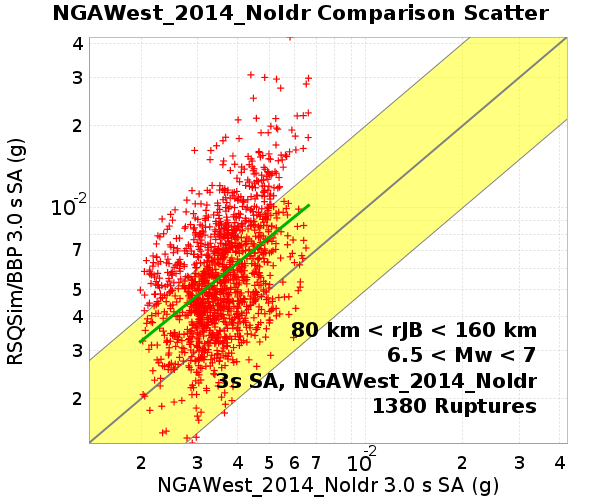 NGAWest_2014_NoIdr Comparison Scatter
RSQSim/BBP 3.0 s SA (g)
4
3
2
10-2
7
5
4
3
2
80 km < rJB < 160 km
6.5 < Mw < 7
3s SA, NGAWest_2014_NoIdr
1380 Ruptures
2 3 4 5 6 7 10-2 2 3 4
NGAWest_2014_NoIdr 3.0 s SA (g)